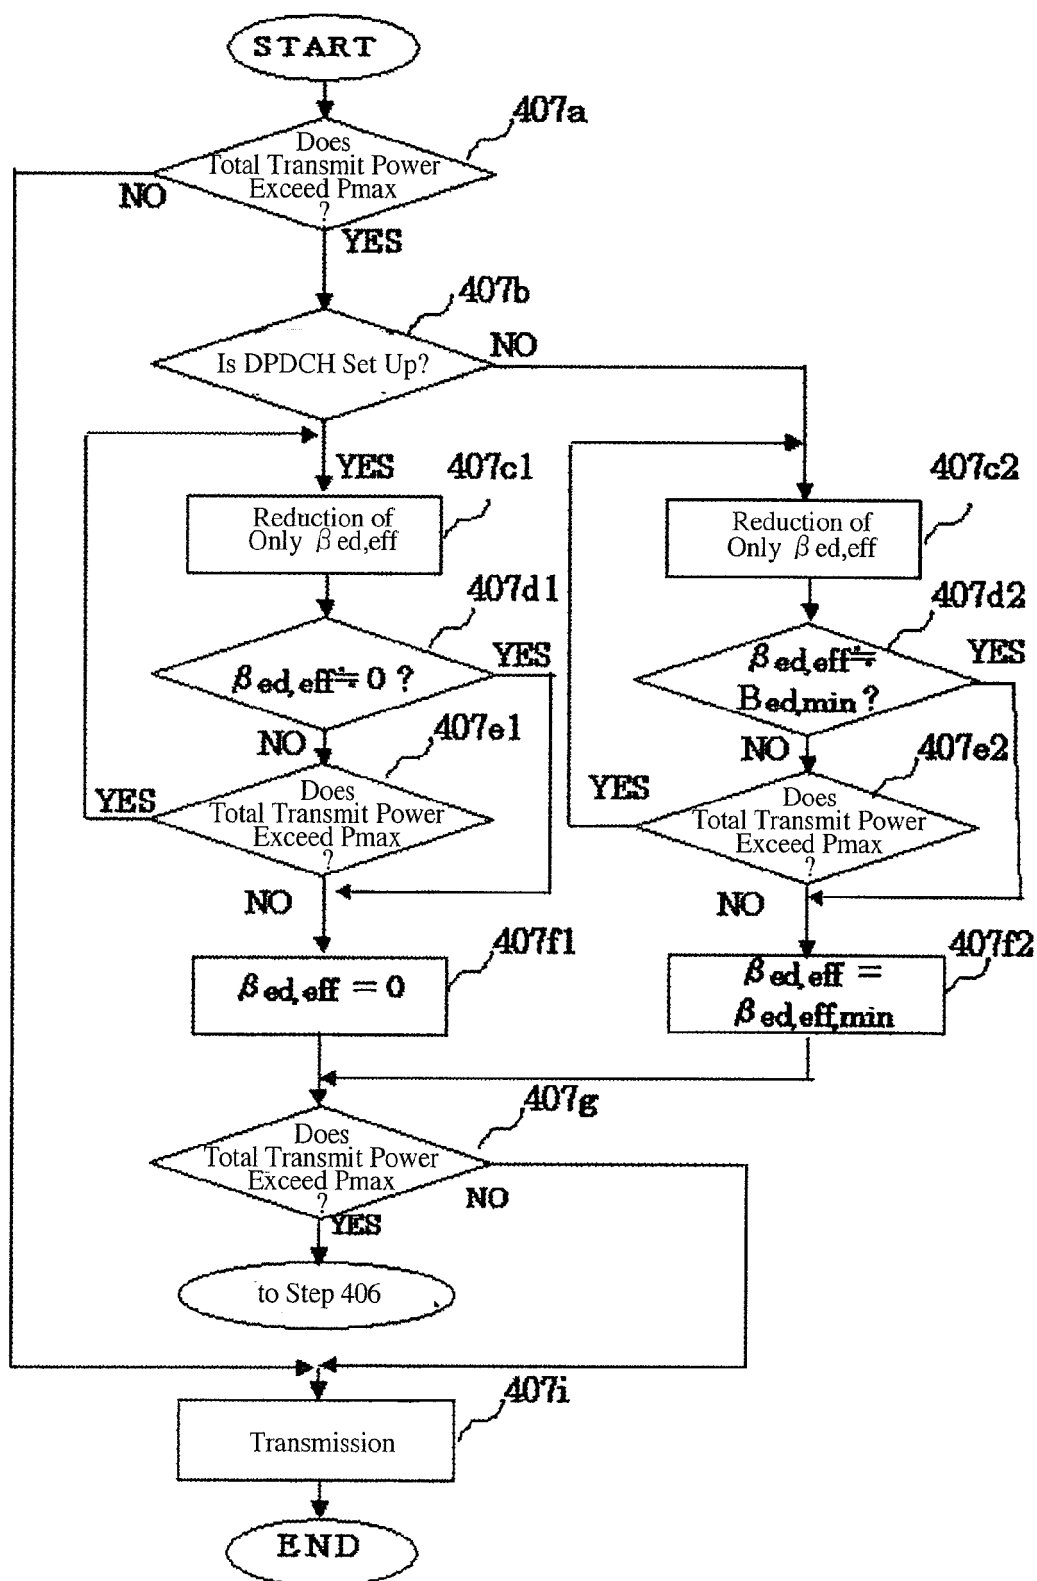 START
407a
Does
Total Transmit Power
Exceed Pmax
?
NO
YES
407b
Is DPDCH Set Up?
NO
YES
407c1
Reduction of
Only β ed,eff
407c2
Reduction of
Only β ed,eff
407d1
β ed,eff≒ 0 ?
YES
NO
407d2
β ed,eff≒
B ed,min ?
YES
NO
407e1
Does
Total Transmit Power
Exceed Pmax
?
YES
NO
407e2
Does
Total Transmit Power
Exceed Pmax
?
YES
NO
407f1
β ed,eff = 0
407f2
β ed,eff =
β ed,eff,min
407g
Does
Total Transmit Power
Exceed Pmax
?
NO
YES
to Step 406
407i
Transmission
END